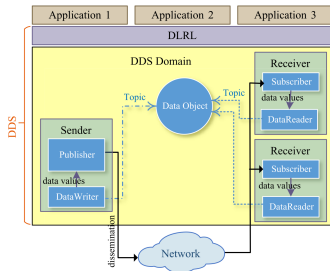 Application 1
Application 2
Application 3
DLRL
DDS Domain
DDS
Receiver
Subscriber
data values
DataReader
Topic
Topic
Data Object
Sender
Publisher
data values
DataWriter
Receiver
Subscriber
data values
DataReader
dissemination
Network